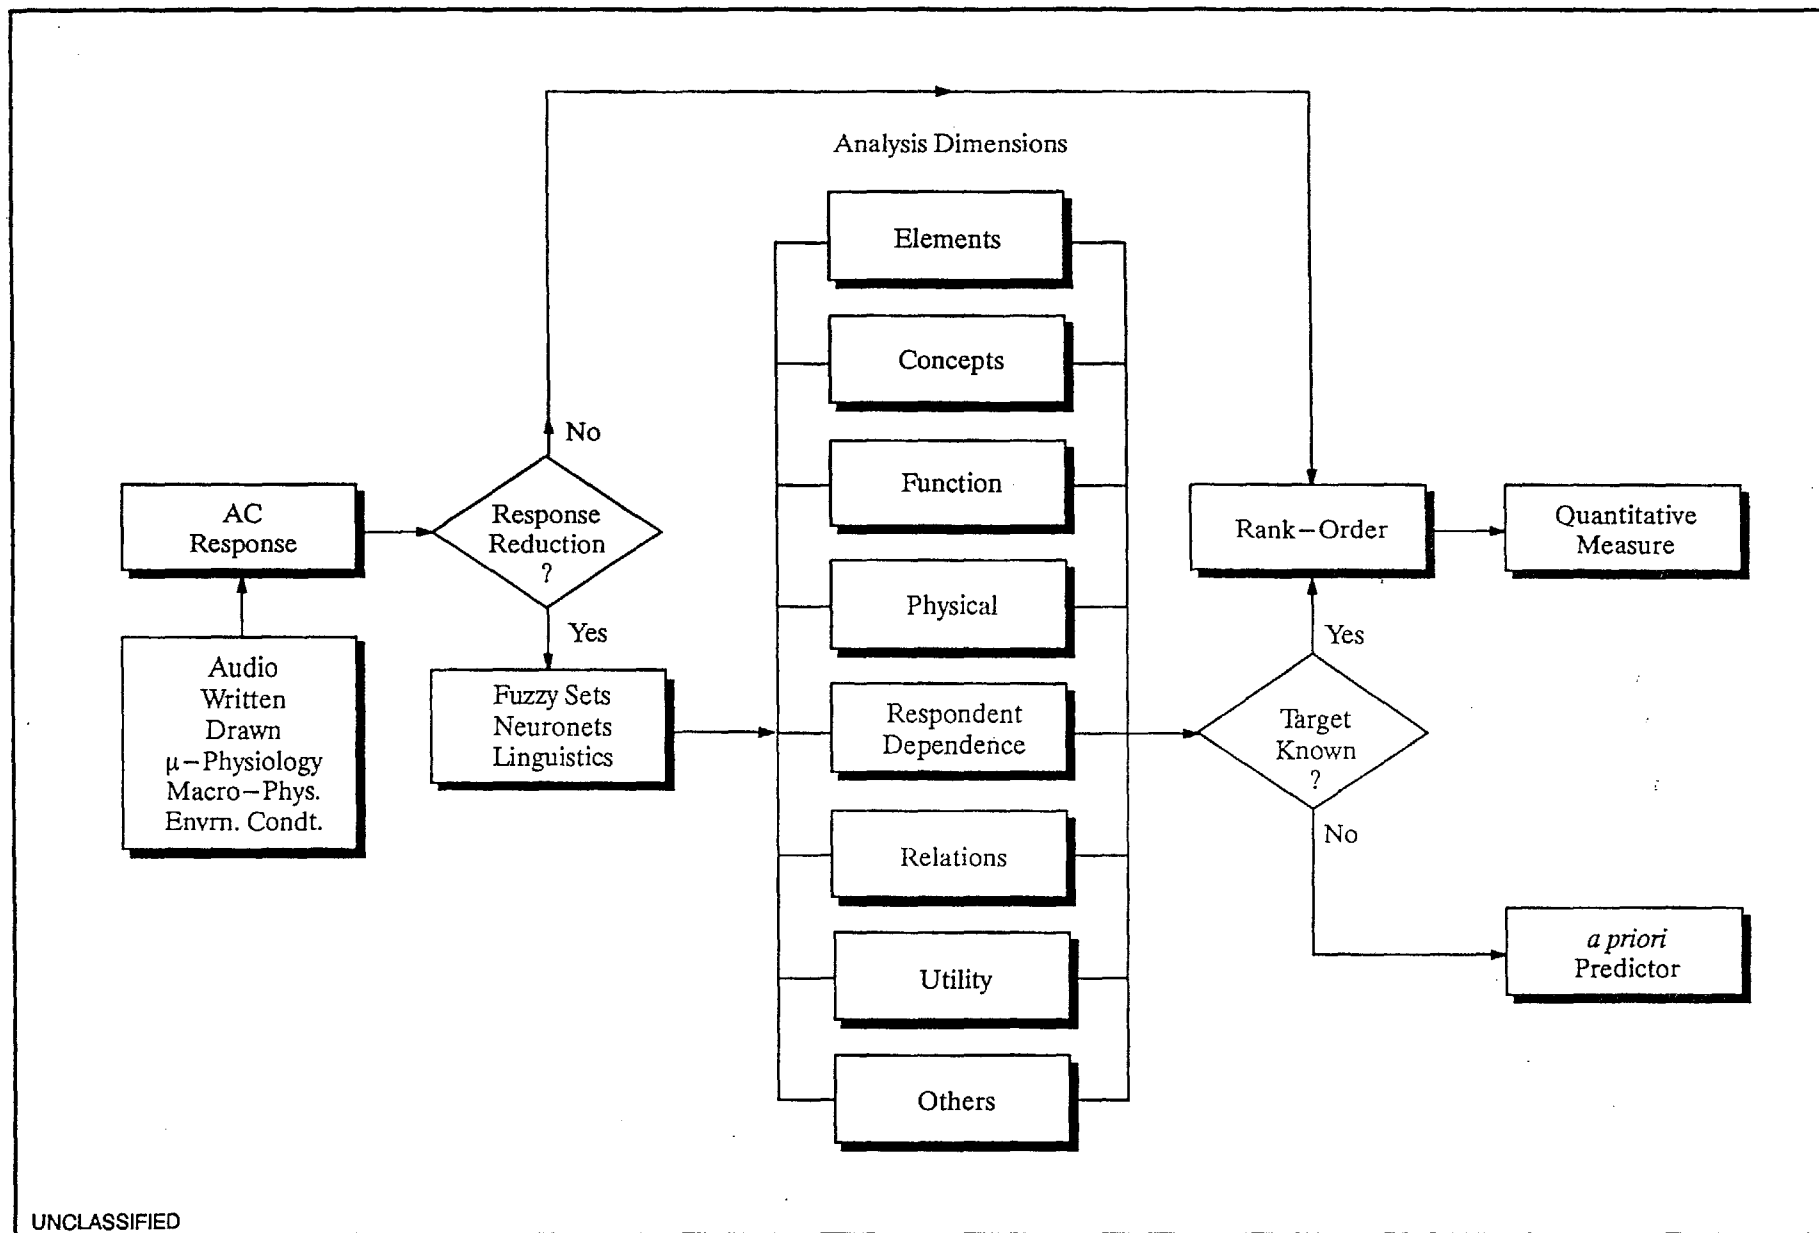 Analysis Dimensions
Elements
Concepts
No
Function
AC
Response
Response
Reduction
?
Rank–Order
Quantitative
Measure
Physical
Yes
Yes
Audio
Written
Drawn
μ–Physiology
Macro–Phys.
Envrn. Condt.
Fuzzy Sets
Neuronets
Linguistics
Respondent
Dependence
Target
Known
?
No
Relations
Utility
a priori
Predictor
Others
UNCLASSIFIED